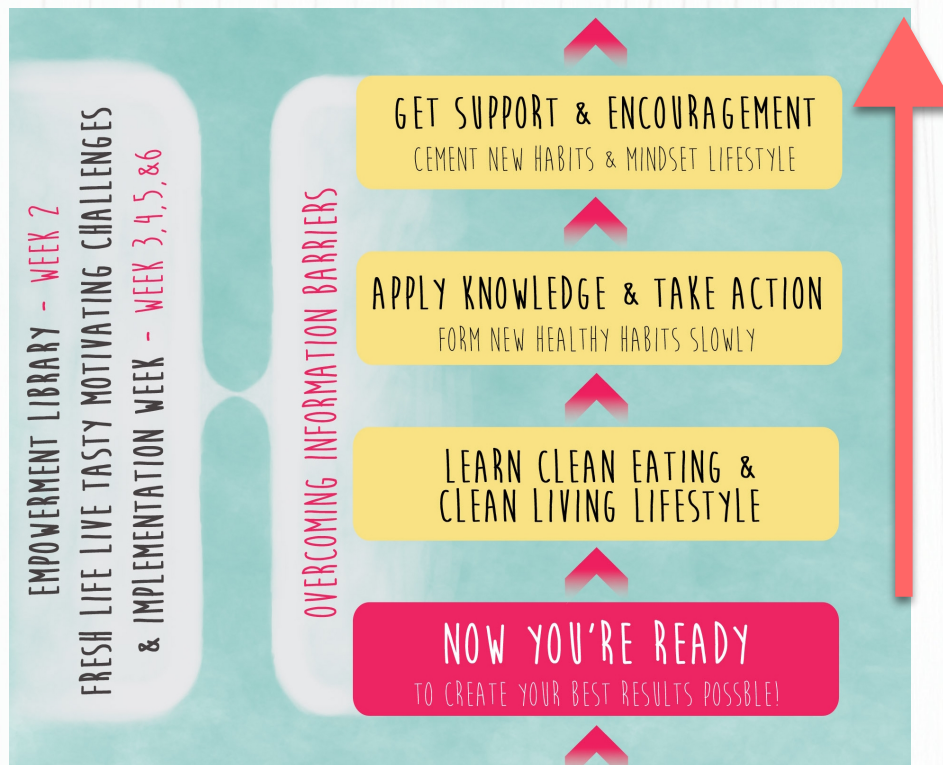 EMPOWERMENT LIBRARY - WEEK 2
FRESH LIFE LIVE TASTY MOTIVATING CHALLENGES
& IMPLEMENTATION WEEK - WEEK 3,4,5,&6
OVERCOMING INFORMATION BARRIERS
GET SUPPORT & ENCOURAGEMENT
CEMENT NEW HABITS & MINDSET LIFESTYLE
APPLY KNOWLEDGE & TAKE ACTION
FORM NEW HEALTHY HABITS SLOWLY
LEARN CLEAN EATING &
CLEAN LIVING LIFESTYLE
NOW YOU'RE READY
TO CREATE YOUR BEST RESULTS POSSBLE!